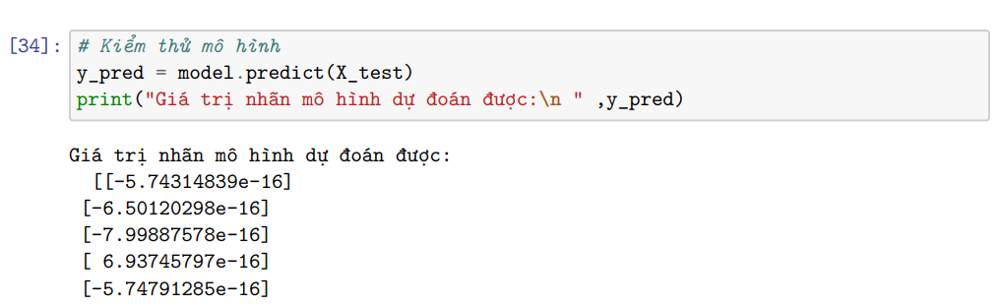 [34]: # Kiểm thử mô hình
y_pred = model.predict(X_test)
print("Giá trị nhãn mô hình dự đoán được:\n " ,y_pred)
Giá trị nhãn mô hình dự đoán được:
[[-5.74314839e-16]
[-6.50120298e-16]
[-7.99887578e-16]
[ 6.93745797e-16]
[-5.74791285e-16]